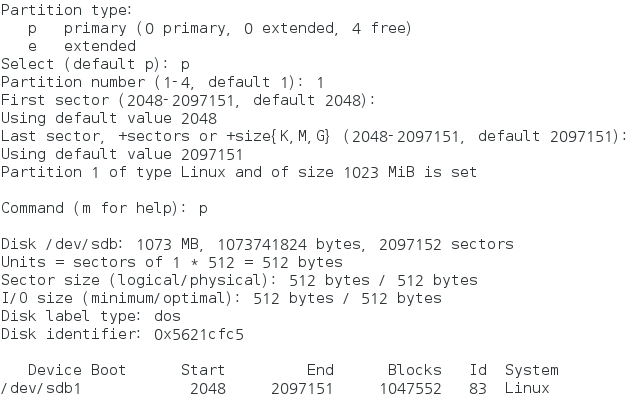 Partition type:
   p   primary (0 primary, 0 extended, 4 free)
   e   extended
Select (default p): p
Partition number (1-4, default 1): 1
First sector (2048-2097151, default 2048):
Using default value 2048
Last sector, +sectors or +size{K,M,G} (2048-2097151, default 2097151):
Using default value 2097151
Partition 1 of type Linux and of size 1023 MiB is set

Command (m for help): p

Disk /dev/sdb: 1073 MB, 1073741824 bytes, 2097152 sectors
Units = sectors of 1 * 512 = 512 bytes
Sector size (logical/physical): 512 bytes / 512 bytes
I/O size (minimum/optimal): 512 bytes / 512 bytes
Disk label type: dos
Disk identifier: 0x5621cfc5

   Device Boot      Start         End      Blocks   Id  System
/dev/sdb1            2048     2097151     1047552   83  Linux